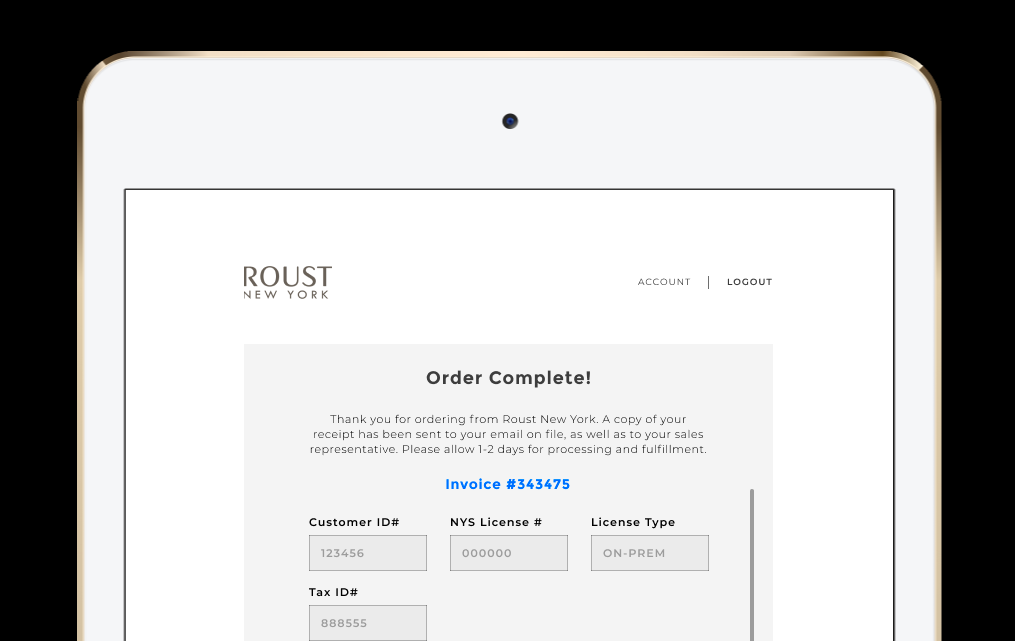 ROUST
NEW YORK
ACCOUNT | LOGOUT
Order Complete!
Thank you for ordering from Roust New York. A copy of your
receipt has been sent to your email on file, as well as to your sales
representative. Please allow 1-2 days for processing and fulfillment.
Invoice #343475
Customer ID# NYS License # License Type
123456 000000 ON-PREM
Tax ID#
888555